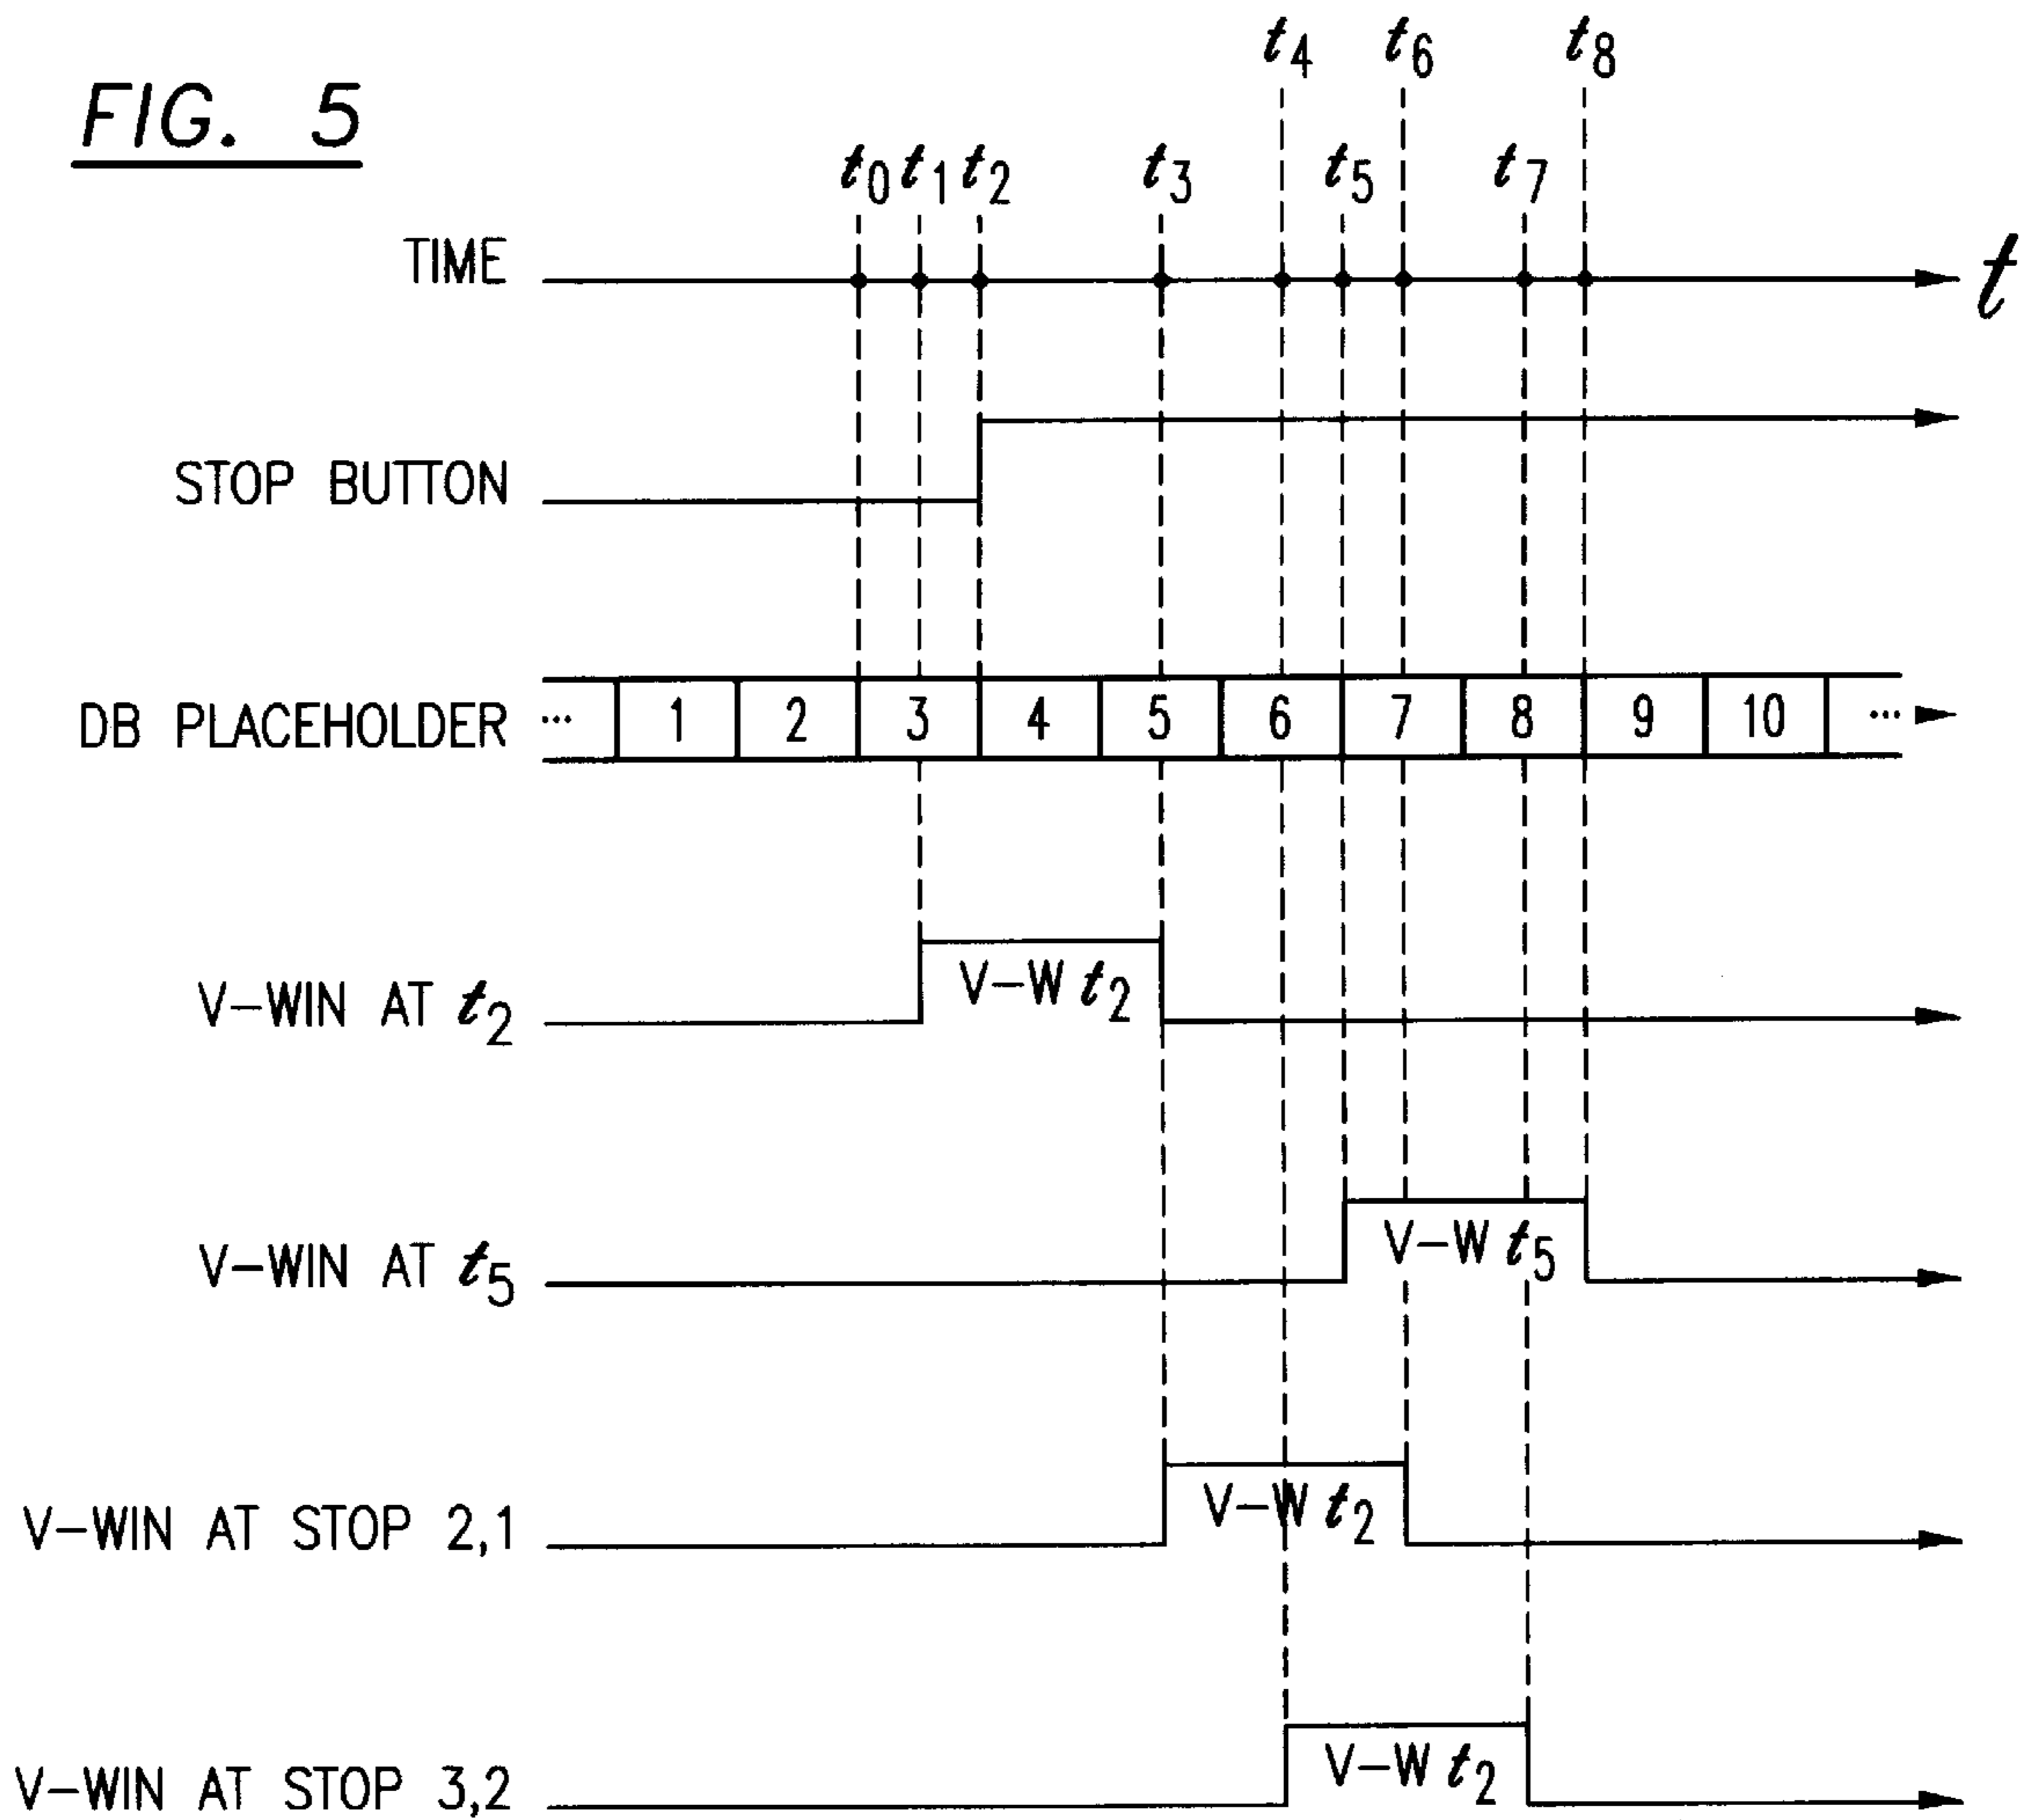 FIG. 5
t4 t6 t8
t0 t1 t2 t3 t5 t7
TIME t
STOP BUTTON
DB PLACEHOLDER ... 1 2 3 4 5 6 7 8 9 10 ...
V-WIN AT t2 V-W t2
V-WIN AT t5 V-W t5
V-WIN AT STOP 2,1 V-W t2
V-WIN AT STOP 3,2 V-W t2